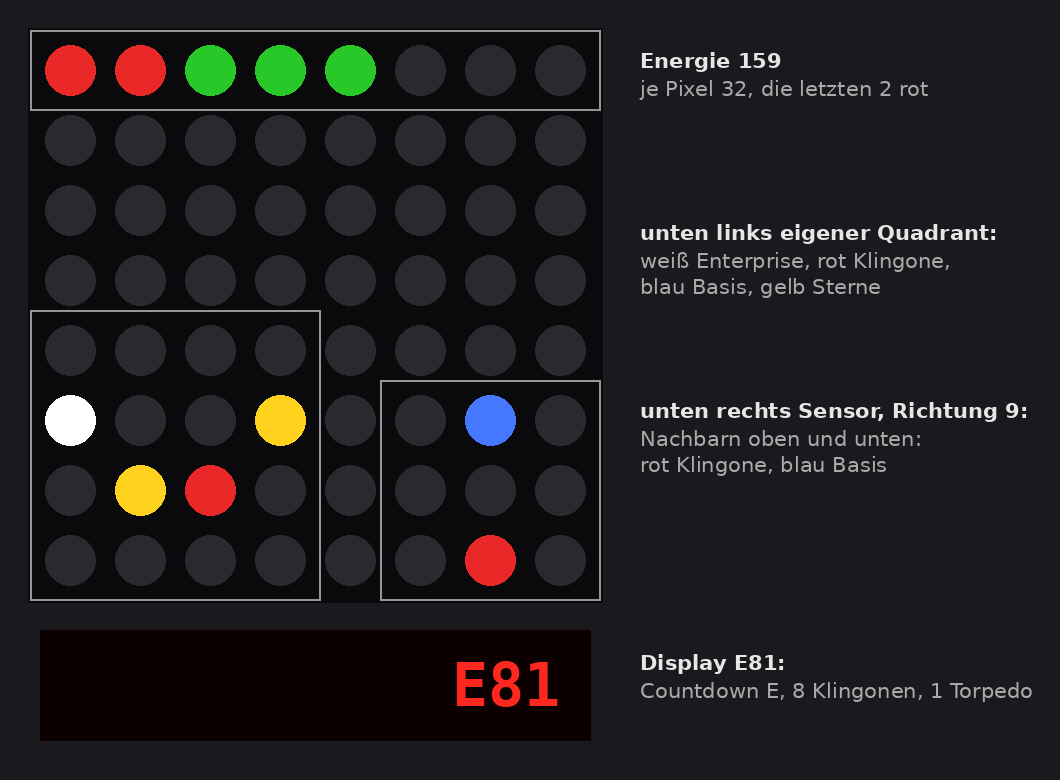 Energie 159
je Pixel 32, die letzten 2 rot
unten links eigener Quadrant:
weiß Enterprise, rot Klingone,
blau Basis, gelb Sterne
unten rechts Sensor, Richtung 9:
Nachbarn oben und unten:
rot Klingone, blau Basis
E81
Display E81:
Countdown E, 8 Klingonen, 1 Torpedo